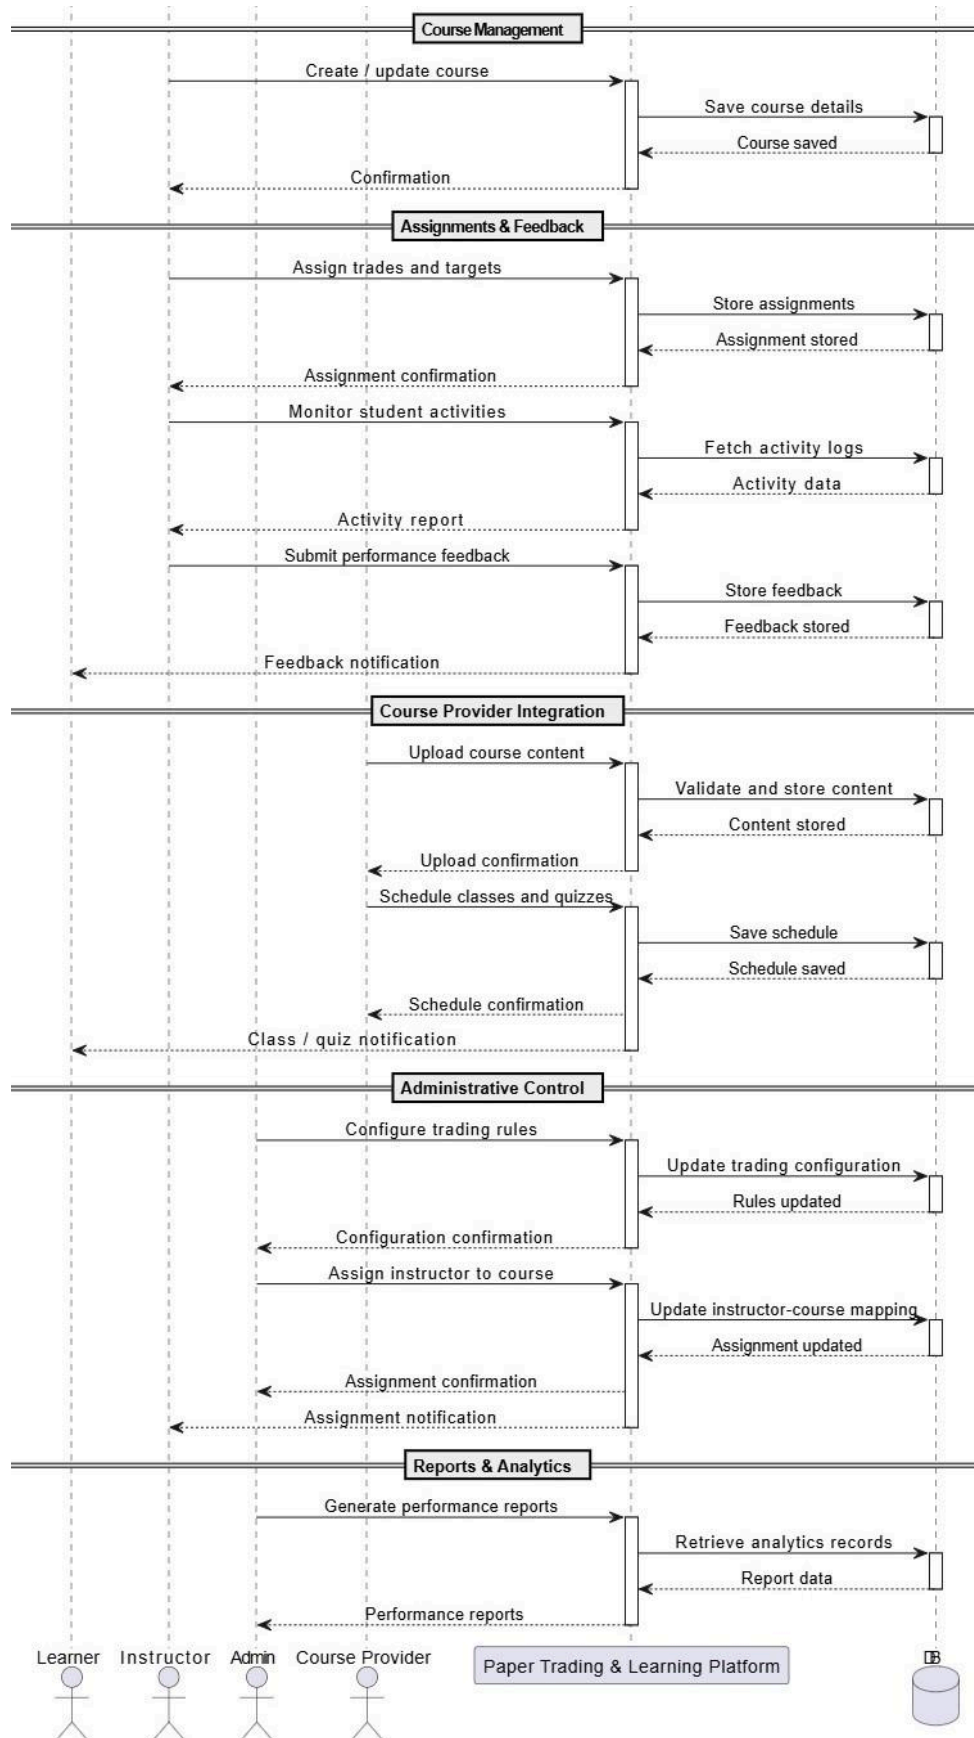 Course Management
Create / update course
Save course details
Course saved
Confirmation
Assignments & Feedback
Assign trades and targets
Store assignments
Assignment stored
Assignment confirmation
Monitor student activities
Fetch activity logs
Activity data
Activity report
Submit performance feedback
Store feedback
Feedback stored
Feedback notification
Course Provider Integration
Upload course content
Validate and store content
Content stored
Upload confirmation
Schedule classes and quizzes
Save schedule
Schedule saved
Schedule confirmation
Class / quiz notification
Administrative Control
Configure trading rules
Update trading configuration
Rules updated
Configuration confirmation
Assign instructor to course
Update instructor-course mapping
Assignment updated
Assignment confirmation
Assignment notification
Reports & Analytics
Generate performance reports
Retrieve analytics records
Report data
Performance reports
Learner Instructor Admin Course Provider Paper Trading & Learning Platform DB